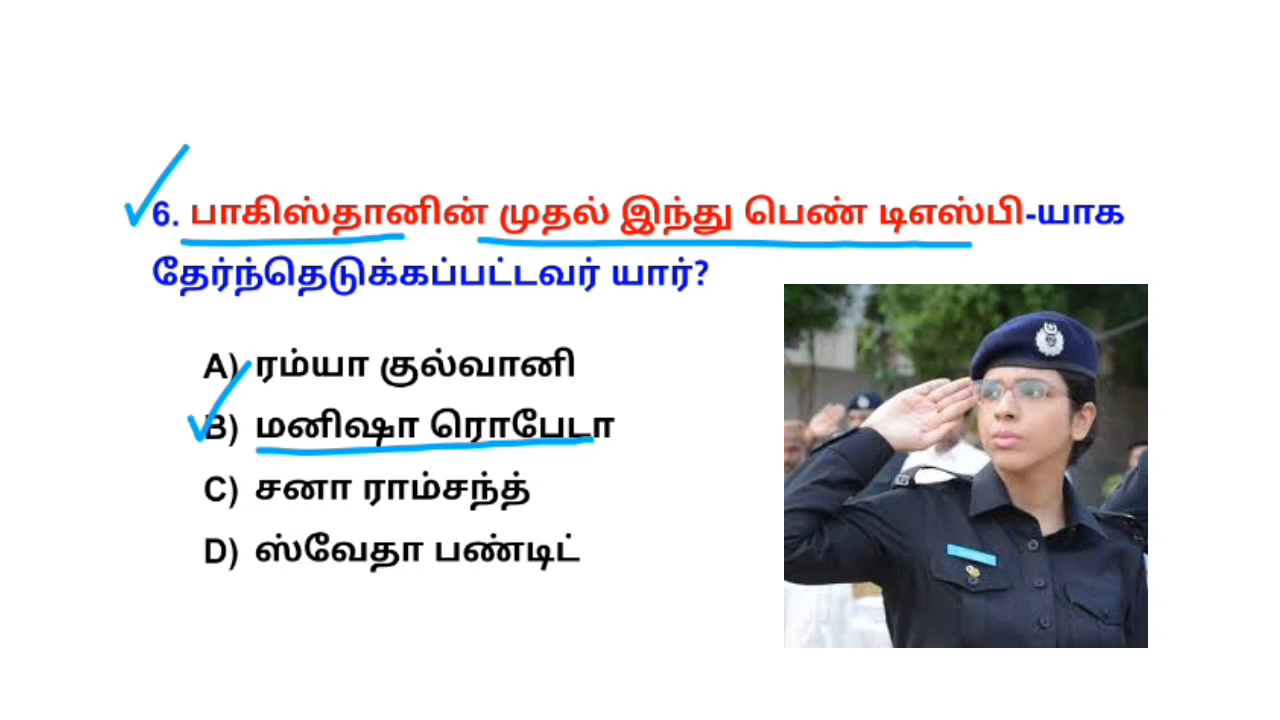 6. பாகிஸ்தானின் முதல் இந்து பெண் டிஎஸ்பி-யாக
தேர்ந்தெடுக்கப்பட்டவர் யார்?
A) ரம்யா குல்வானி
B) மனிஷா ரொபேடா
C) சனா ராம்சந்த்
D) ஸ்வேதா பண்டிட்